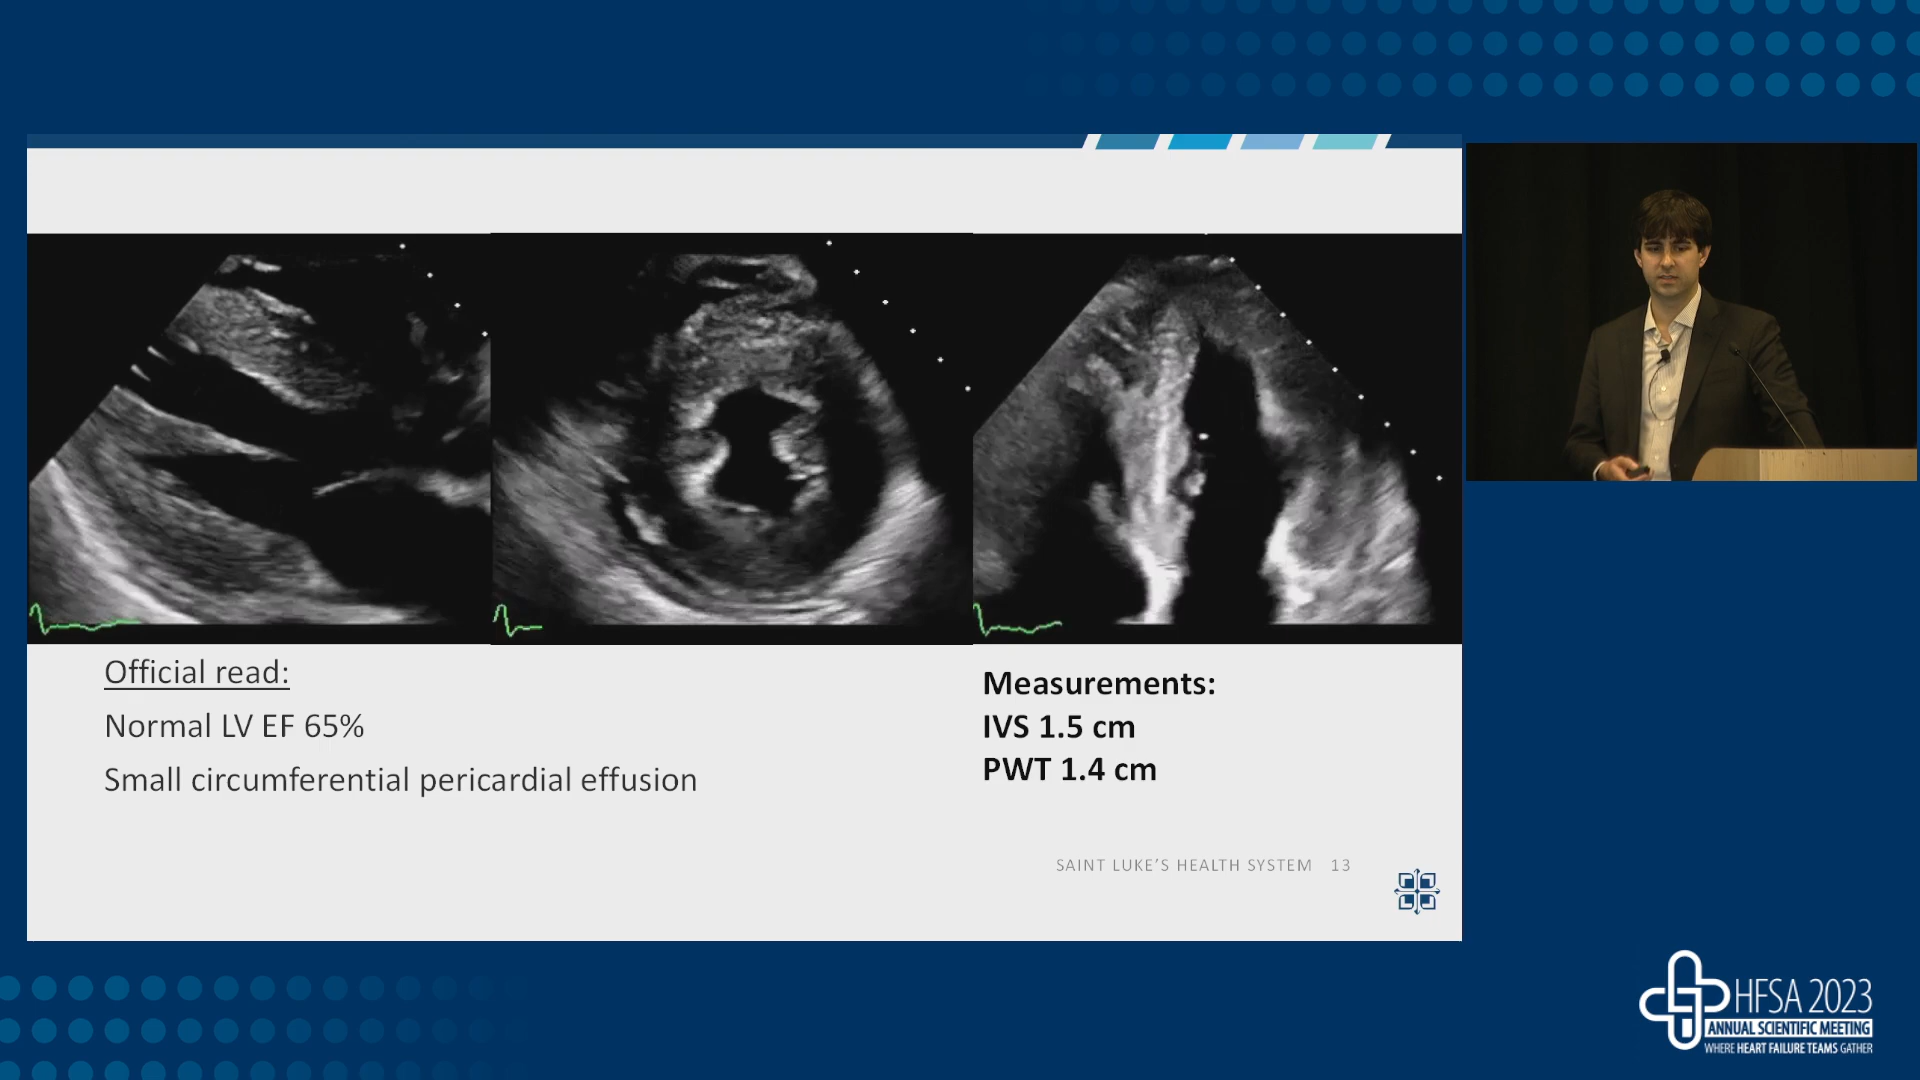 Official read:
Normal LV EF 65%
Small circumferential pericardial effusion
Measurements:
IVS 1.5 cm
PWT 1.4 cm
SAINT LUKE'S HEALTH SYSTEM 13
HFSA 2023
ANNUAL SCIENTIFIC MEETING
WHERE HEART FAILURE TEAMS GATHER